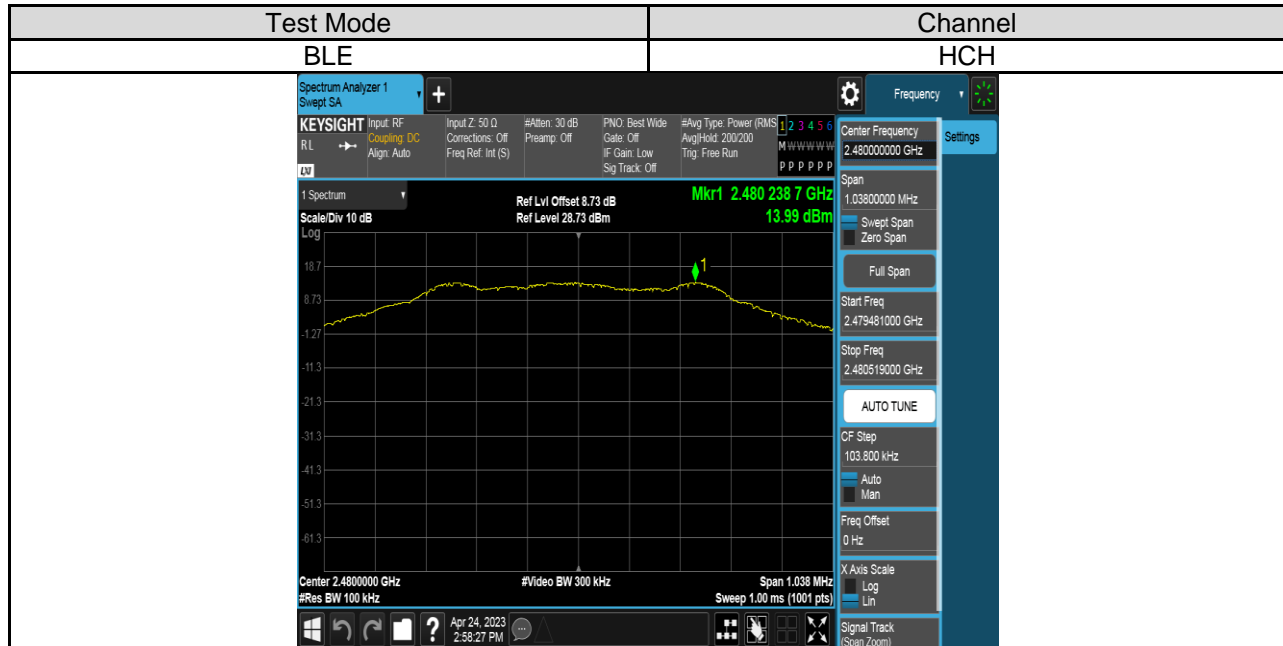 Test Mode Channel
BLE HCH
Spectrum Analyzer 1
Swept SA
+
Frequency
KEYSIGHT
RL
LXI
Input: RF
Coupling: DC
Align: Auto
Input Z: 50 Ω
Corrections: Off
Freq Ref: Int (S)
#Atten: 30 dB
Preamp: Off
PNO: Best Wide
Gate: Off
IF Gain: Low
Sig Track: Off
#Avg Type: Power (RMS
Avg|Hold: 200/200
Trig: Free Run
1 2 3 4 5 6
M W W W W W
P P P P P P
1 Spectrum
Scale/Div 10 dB
Log
Ref Lvl Offset 8.73 dB
Ref Level 28.73 dBm
Mkr1 2.480 238 7 GHz
13.99 dBm
1
18.7
8.73
-1.27
-11.3
-21.3
-31.3
-41.3
-51.3
-61.3
Center 2.4800000 GHz
#Res BW 100 kHz
#Video BW 300 kHz
Span 1.038 MHz
Sweep 1.00 ms (1001 pts)
?
Apr 24, 2023
2:58:27 PM
Center Frequency
2.480000000 GHz
Span
1.03800000 MHz
Swept Span
Zero Span
Full Span
Start Freq
2.479481000 GHz
Stop Freq
2.480519000 GHz
AUTO TUNE
CF Step
103.800 kHz
Auto
Man
Freq Offset
0 Hz
X Axis Scale
Log
Lin
Signal Track
(Span Zoom)
Settings